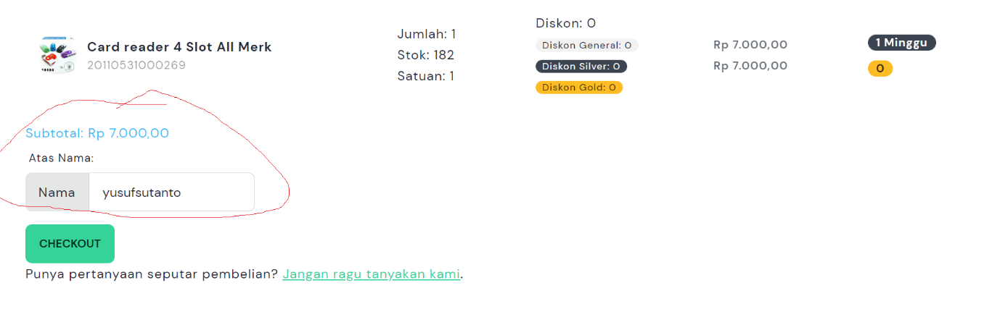 Card reader 4 Slot All Merk
20110531000269
Jumlah: 1
Stok: 182
Satuan: 1
Diskon: 0
Diskon General: 0
Diskon Silver: 0
Diskon Gold: 0
Rp 7.000,00
Rp 7.000,00
1 Minggu
0
Subtotal: Rp 7.000,00
Atas Nama:
Nama yusufsutanto
CHECKOUT
Punya pertanyaan seputar pembelian? Jangan ragu tanyakan kami.